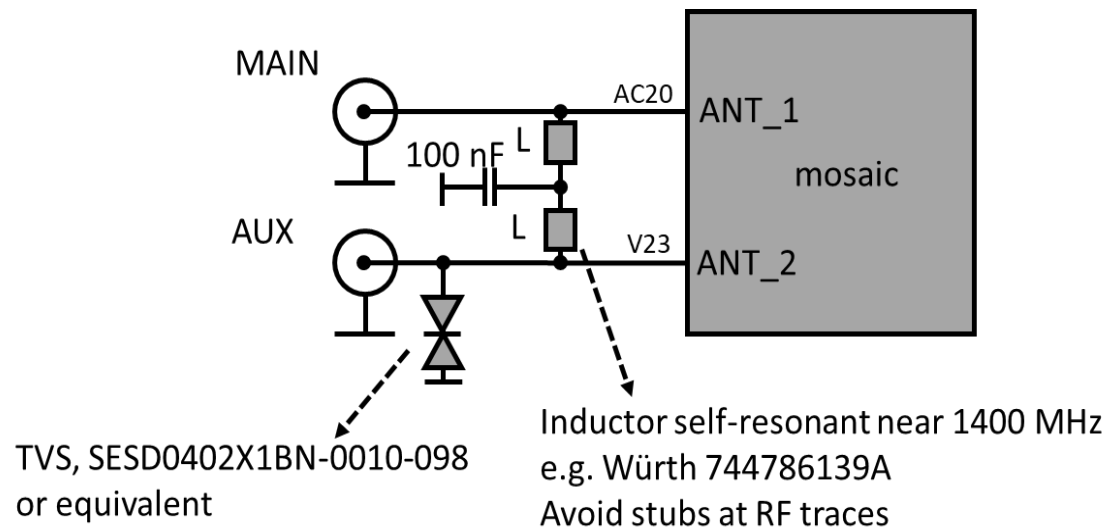 MAIN
AC20
ANT_1
L
100 nF
mosaic
AUX
L
V23
ANT_2
TVS, SESD0402X1BN-0010-098
or equivalent
Inductor self-resonant near 1400 MHz
e.g. Würth 744786139A
Avoid stubs at RF traces